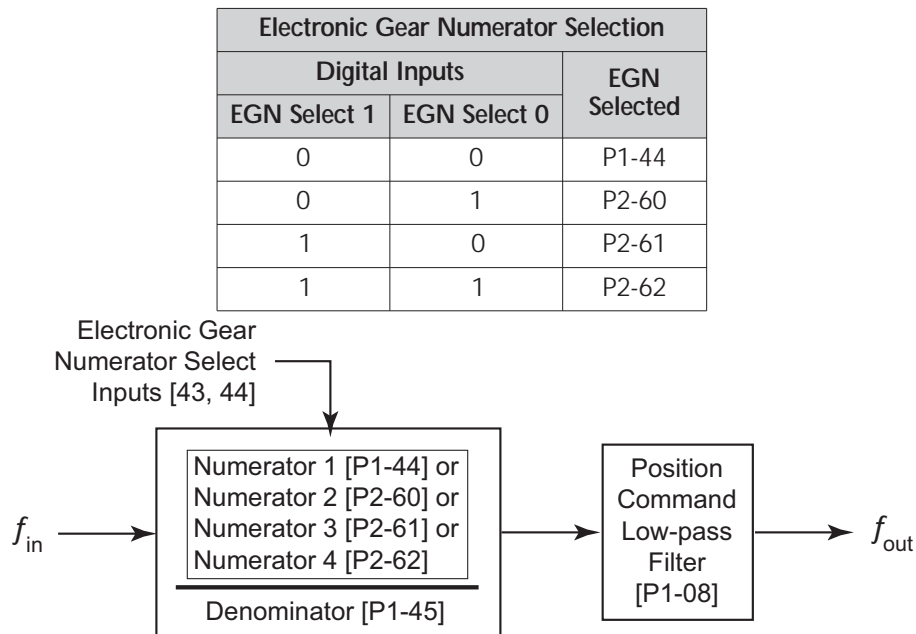 Electronic Gear Numerator Selection
Digital Inputs
EGN Selected
EGN Select 1 EGN Select 0
0 0 P1-44
0 1 P2-60
1 0 P2-61
1 1 P2-62
Electronic Gear
Numerator Select
Inputs [43, 44]
Numerator 1 [P1-44] or
Numerator 2 [P2-60] or
Numerator 3 [P2-61] or
Numerator 4 [P2-62]
Denominator [P1-45]
Position
Command
Low-pass
Filter
[P1-08]
fin
fout